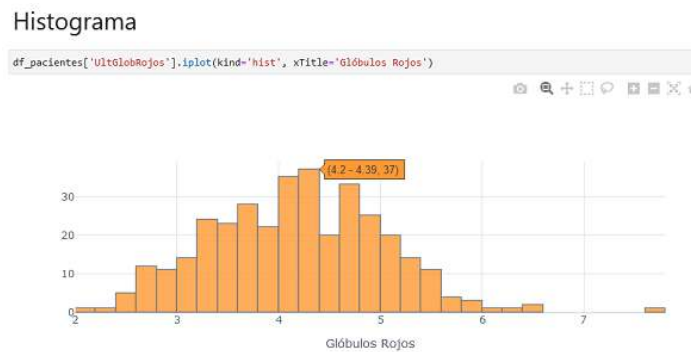 Histograma
df_pacientes['UltGlobRojos'].iplot(kind='hist', xTitle='Glóbulos Rojos')
(4.2 - 4.39, 37)
30
20
10
0
2 3 4 5 6 7
Glóbulos Rojos